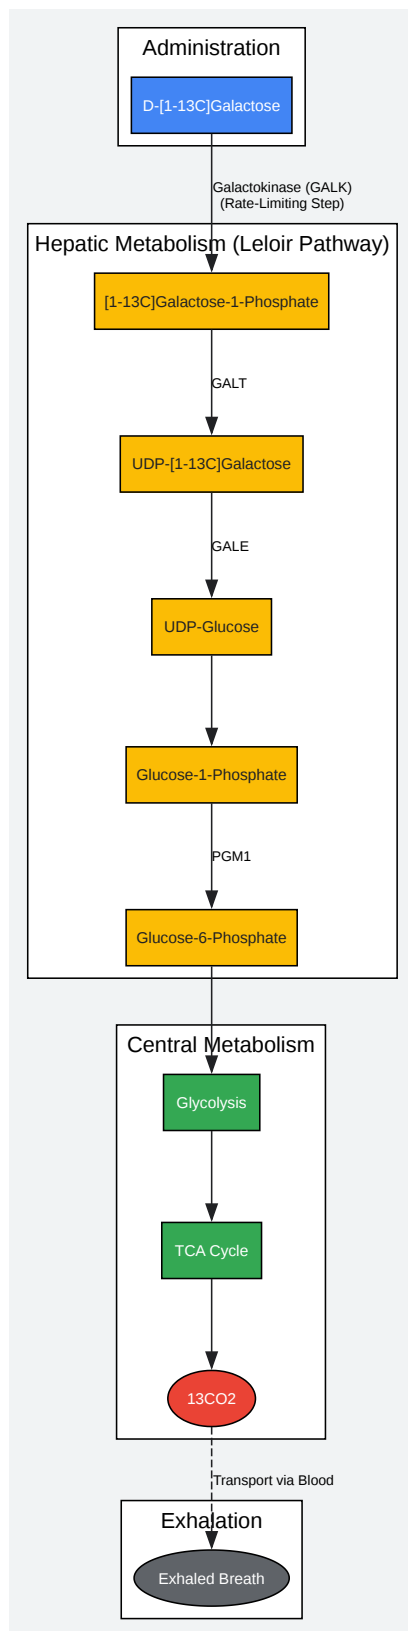 Administration
D-[1-13C]Galactose
Galactokinase (GALK)
(Rate-Limiting Step)
Hepatic Metabolism (Leloir Pathway)
[1-13C]Galactose-1-Phosphate
GALT
UDP-[1-13C]Galactose
GALE
UDP-Glucose
Glucose-1-Phosphate
PGM1
Glucose-6-Phosphate
Central Metabolism
Glycolysis
TCA Cycle
13CO2
Transport via Blood
Exhalation
Exhaled Breath